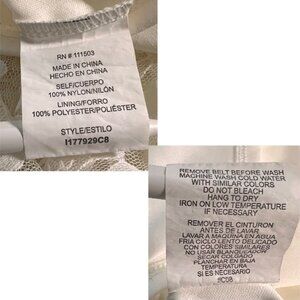 RN # 111503
MADE IN CHINA
HECHO EN CHINA
SELF/CUERPO
100% NYLON/NILÓN
LINING/FORRO
100% POLYESTER/POLIÉSTER
STYLE/ESTILO
I177929C8
REMOVE BELT BEFORE WASH
MACHINE WASH COLD WATER
WITH SIMILAR COLORS
DO NOT BLEACH
HANG TO DRY
IRON ON LOW TEMPERATURE
IF NECESSARY
REMOVER EL CINTURON
ANTES DE LAVAR
LAVAR A MAQUINA EN AGUA
FRIA CICLO LENTO DELICADO
CON COLORES SIMILARES
NO USAR BLANQUEADOR
SECAR COLGADO
PLANCHAR EN BAJA
TEMPERATURA
SI ES NECESARIO
#C08